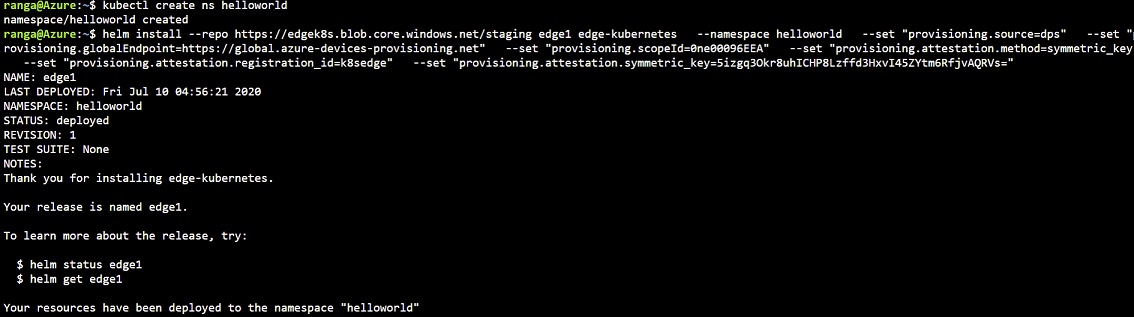 ranga@Azure:~$ kubectl create ns helloworld
namespace/helloworld created
ranga@Azure:~$ helm install --repo https://edgek8s.blob.core.windows.net/staging edge1 edge-kubernetes   --namespace helloworld   --set "provisioning.source=dps"   --set "
rovisioning.globalEndpoint=https://global.azure-devices-provisioning.net"   --set "provisioning.scopeId=0ne00096EEA"   --set "provisioning.attestation.method=symmetric_key
   --set "provisioning.attestation.registration_id=k8sedge"   --set "provisioning.attestation.symmetric_key=5izgq3Okr8uhICHP8Lzffd3HxvI45ZYtm6RfjvAQRVs="
NAME: edge1
LAST DEPLOYED: Fri Jul 10 04:56:21 2020
NAMESPACE: helloworld
STATUS: deployed
REVISION: 1
TEST SUITE: None
NOTES:
Thank you for installing edge-kubernetes.
Your release is named edge1.
To learn more about the release, try:
  $ helm status edge1
  $ helm get edge1
Your resources have been deployed to the namespace "helloworld"